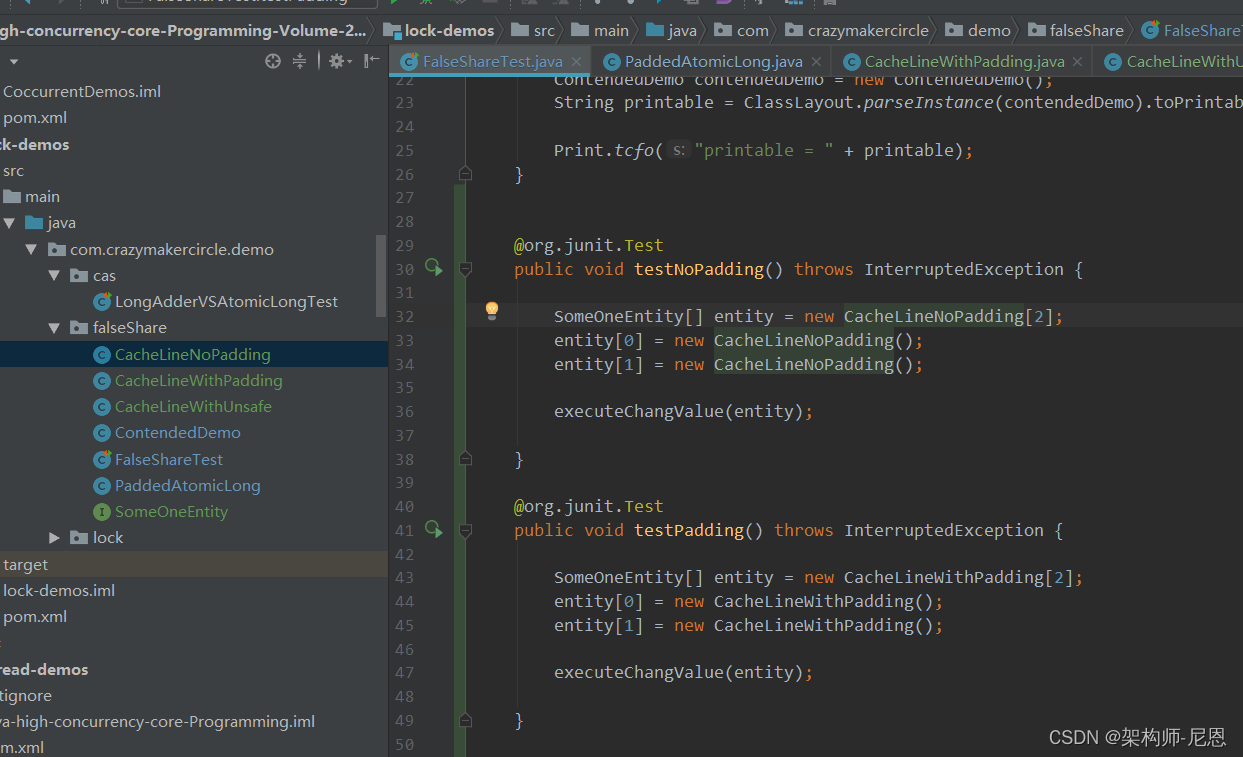 high-concurrency-core-Programming-Volume-2... lock-demos src main java com crazymakercircle demo falseShare FalseShare
FalseShareTest.java PaddedAtomicLong.java CacheLineWithPadding.java CacheLineWithU
CoccurrentDemos.iml
pom.xml
ck-demos
src
main
java
com.crazymakercircle.demo
cas
LongAdderVSAtomicLongTest
falseShare
CacheLineNoPadding
CacheLineWithPadding
CacheLineWithUnsafe
ContendedDemo
FalseShareTest
PaddedAtomicLong
SomeOneEntity
lock
target
lock-demos.iml
pom.xml
read-demos
tignore
va-high-concurrency-core-Programming.iml
m.xml
22 ContendedDemo contendedDemo = new ContendedDemo();
23 String printable = ClassLayout.parseInstance(contendedDemo).toPrintab
24
25 Print.tcfo( s: "printable = " + printable);
26 }
27
28
29 @org.junit.Test
30 public void testNoPadding() throws InterruptedException {
31
32 SomeOneEntity[] entity = new CacheLineNoPadding[2];
33 entity[0] = new CacheLineNoPadding();
34 entity[1] = new CacheLineNoPadding();
35
36 executeChangValue(entity);
37
38 }
39
40 @org.junit.Test
41 public void testPadding() throws InterruptedException {
42
43 SomeOneEntity[] entity = new CacheLineWithPadding[2];
44 entity[0] = new CacheLineWithPadding();
45 entity[1] = new CacheLineWithPadding();
46
47 executeChangValue(entity);
48
49 }
50
CSDN @架构师-尼恩